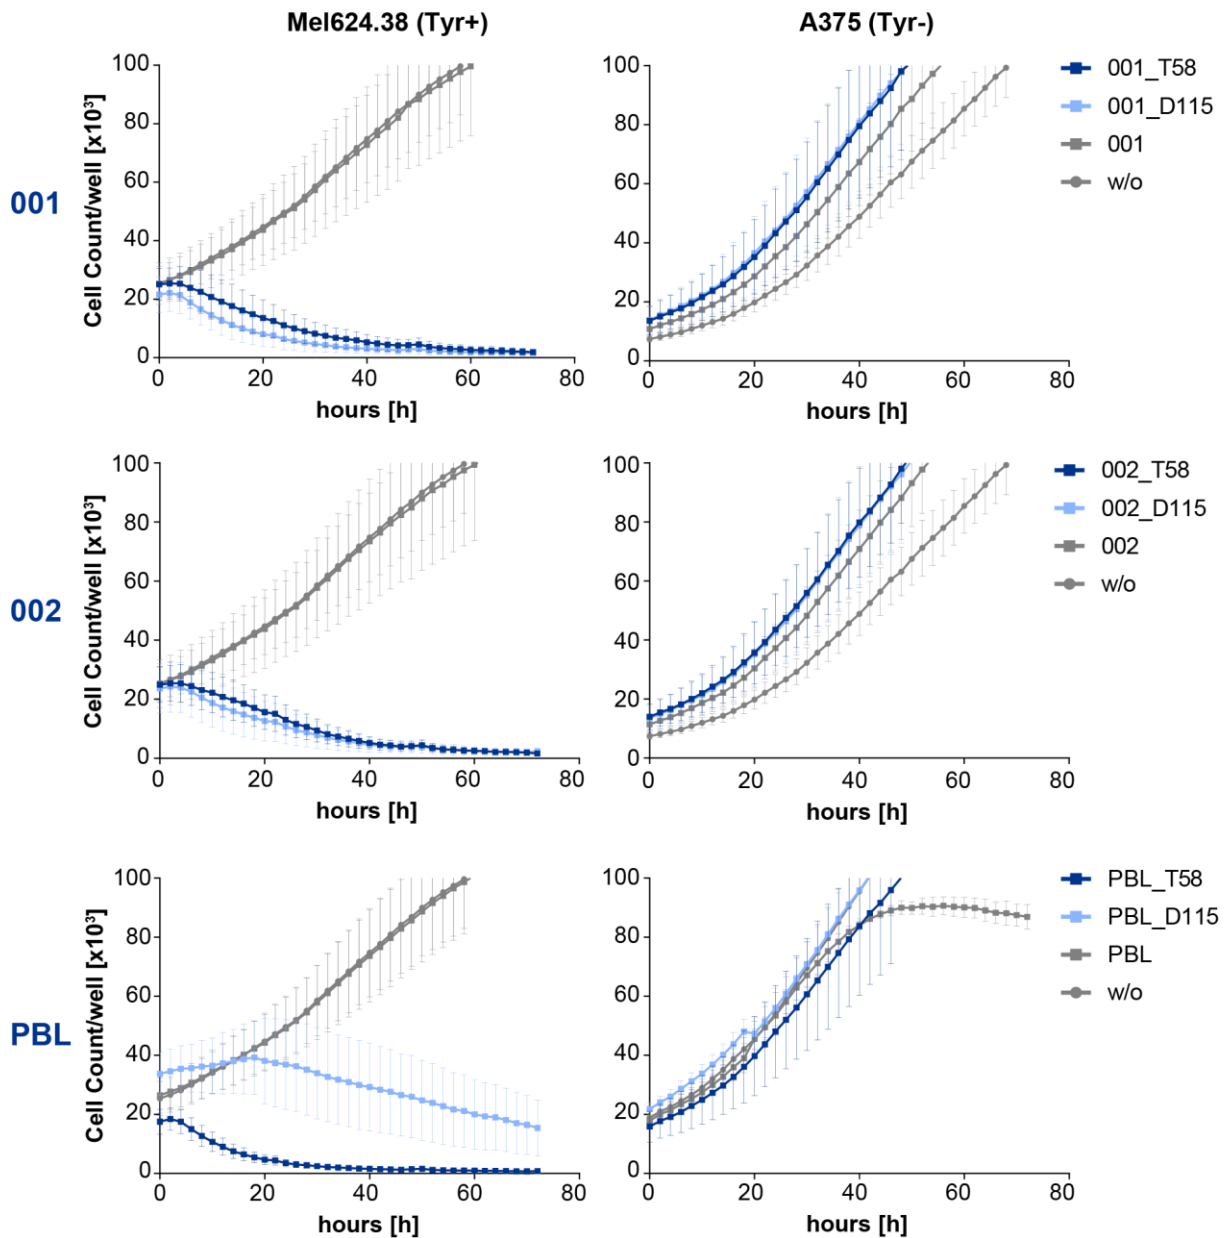 Mel624.38 (Tyr+)
A375 (Tyr-)
001
Cell Count/well [x10³]
100
80
60
40
20
0
0 20 40 60 80
hours [h]
100
80
60
40
20
0
0 20 40 60 80
hours [h]
001_T58
001_D115
001
w/o
002
Cell Count/well [x10³]
100
80
60
40
20
0
0 20 40 60 80
hours [h]
100
80
60
40
20
0
0 20 40 60 80
hours [h]
002_T58
002_D115
002
w/o
PBL
Cell Count/well [x10³]
100
80
60
40
20
0
0 20 40 60 80
hours [h]
100
80
60
40
20
0
0 20 40 60 80
hours [h]
PBL_T58
PBL_D115
PBL
w/o